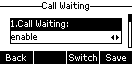 Call Waiting
1.Call Waiting:
enable
Back Switch Save